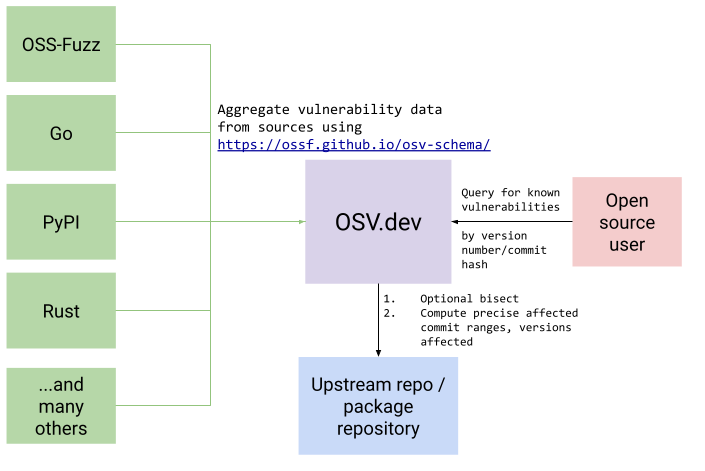 OSS-Fuzz
Go
PyPI
Rust
...and
many
others
Aggregate vulnerability data
from sources using
https://ossf.github.io/osv-schema/
OSV.dev
Query for known
vulnerabilities
by version
number/commit
hash
Open
source
user
1. Optional bisect
2. Compute precise affected
commit ranges, versions
affected
Upstream repo /
package
repository